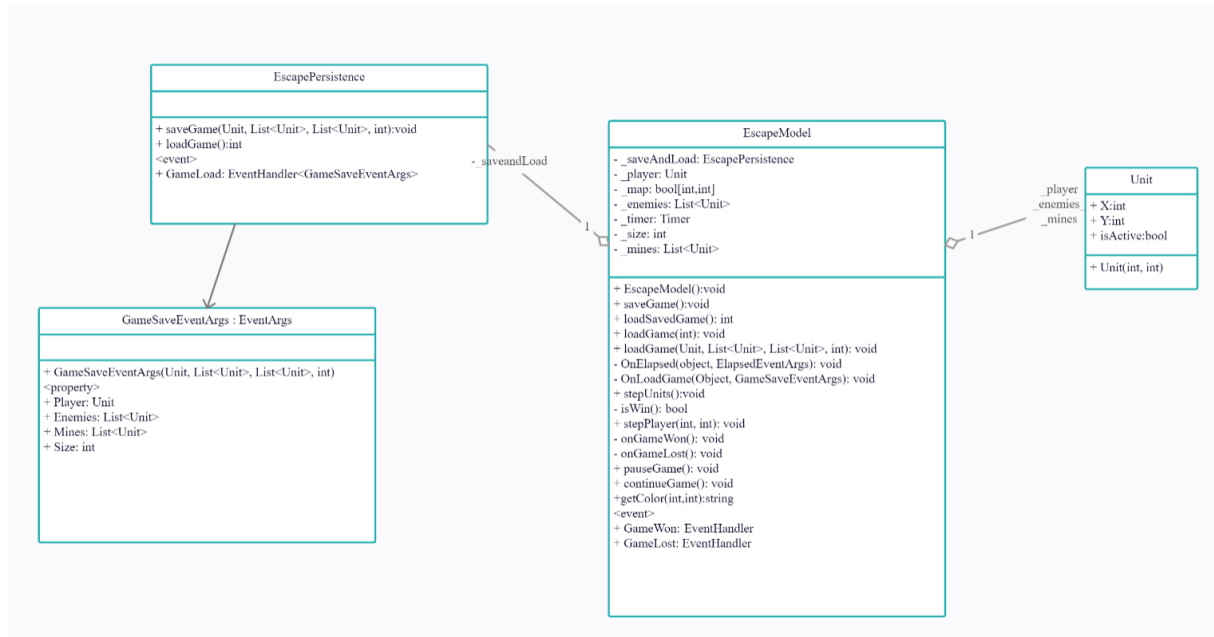 EscapePersistence
+ saveGame(Unit, List<Unit>, List<Unit>, int):void
+ loadGame():int
<event>
+ GameLoad: EventHandler<GameSaveEventArgs>
- _saveandLoad
1
GameSaveEventArgs : EventArgs
+ GameSaveEventArgs(Unit, List<Unit>, List<Unit>, int)
<property>
+ Player: Unit
+ Enemies: List<Unit>
+ Mines: List<Unit>
+ Size: int
EscapeModel
- _saveAndLoad: EscapePersistence
- _player: Unit
- _map: bool[int,int]
- _enemies: List<Unit>
- _timer: Timer
- _size: int
- _mines: List<Unit>
+ EscapeModel():void
+ saveGame():void
+ loadSavedGame(): int
+ loadGame(int): void
+ loadGame(Unit, List<Unit>, List<Unit>, int): void
- OnElapsed(object, ElapsedEventArgs): void
- OnLoadGame(Object, GameSaveEventArgs): void
+ stepUnits():void
- isWin(): bool
+ stepPlayer(int, int): void
- onGameWon(): void
- onGameLost(): void
+ pauseGame(): void
+ continueGame(): void
+getColor(int,int):string
<event>
+ GameWon: EventHandler
+ GameLost: EventHandler
1
_player
_enemies
_mines
Unit
+ X:int
+ Y:int
+ isActive:bool
+ Unit(int, int)